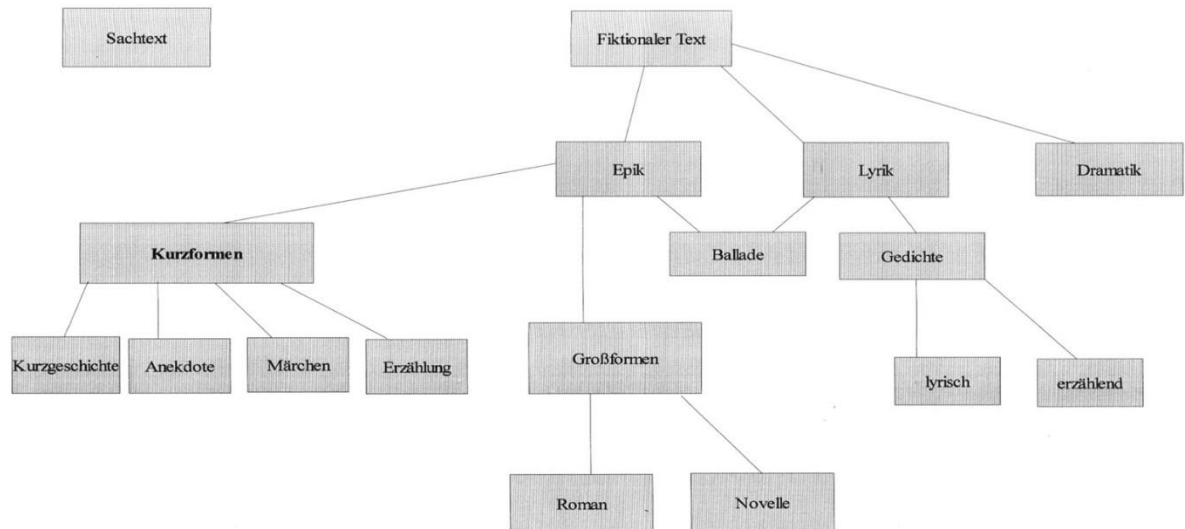 Sachtext
Fiktionaler Text
Epik
Lyrik
Dramatik
Kurzformen
Ballade
Gedichte
Kurzgeschichte
Anekdote
Märchen
Erzählung
Großformen
lyrisch
erzählend
Roman
Novelle